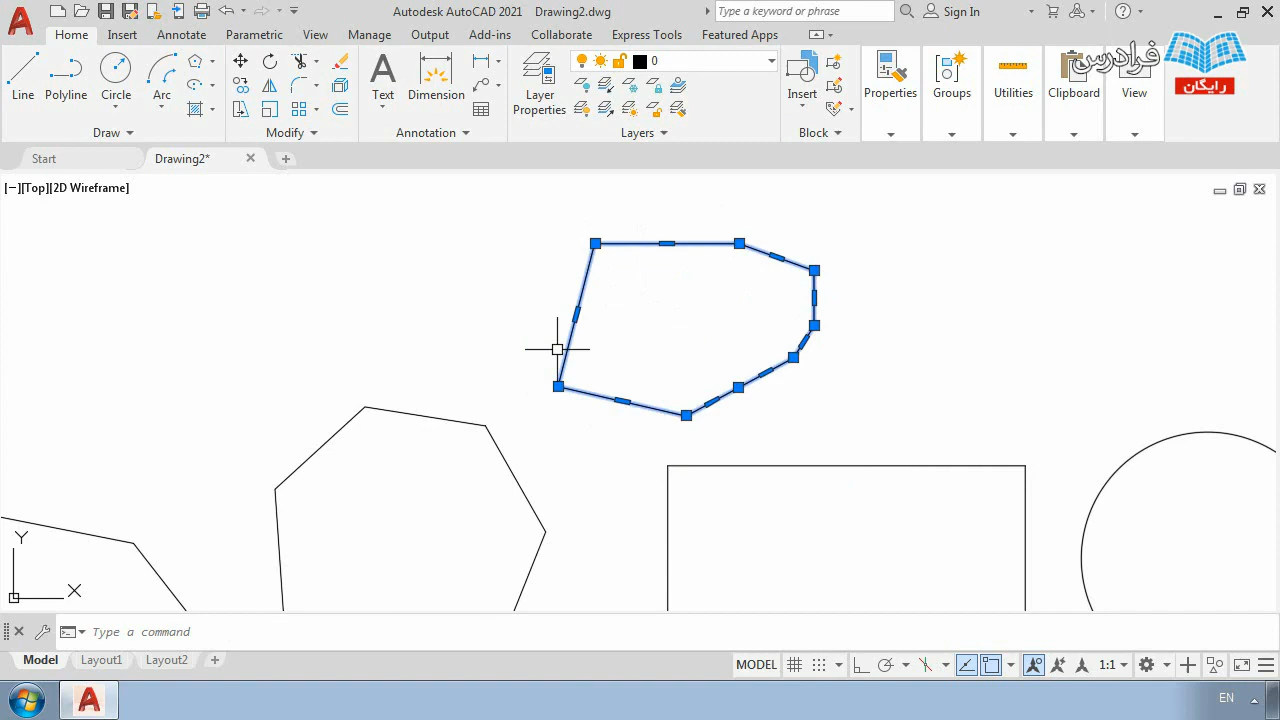 Autodesk AutoCAD 2021 Drawing2.dwg
Type a keyword or phrase
Sign In
Home Insert Annotate Parametric View Manage Output Add-ins Collaborate Express Tools Featured Apps
فرادرس
رایگان
Line Polyline Circle Arc
Text Dimension
Layer Properties
0
Insert
Properties Groups Utilities Clipboard View
Draw Modify Annotation Layers Block
Start Drawing2*
[−][Top][2D Wireframe]
Y
X
Type a command
Model Layout1 Layout2
MODEL 1:1
EN